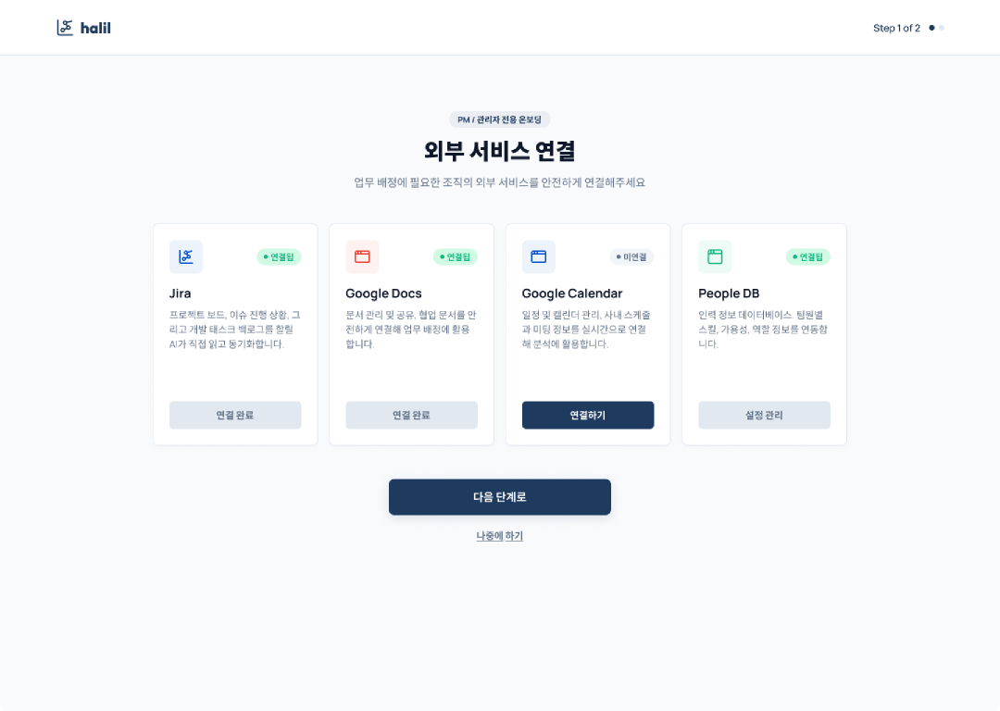 halil
Step 1 of 2
PM / 관리자 전용 온보딩
외부 서비스 연결
업무 배정에 필요한 조직의 외부 서비스를 안전하게 연결해주세요
연결됨
Jira
프로젝트 보드, 이슈 진행 상황, 그
리고 개발 태스크 백로그를 할릴
AI가 직접 읽고 동기화합니다.
연결 완료
연결됨
Google Docs
문서 관리 및 공유, 협업 문서를 안
전하게 연결해 업무 배정에 활용
합니다.
연결 완료
미연결
Google Calendar
일정 및 캘린더 관리, 사내 스케줄
과 미팅 정보를 실시간으로 연결
해 분석에 활용합니다.
연결하기
연결됨
People DB
인력 정보 데이터베이스. 팀원별
스킬, 가용성, 역할 정보를 연동합
니다.
설정 관리
다음 단계로
나중에 하기